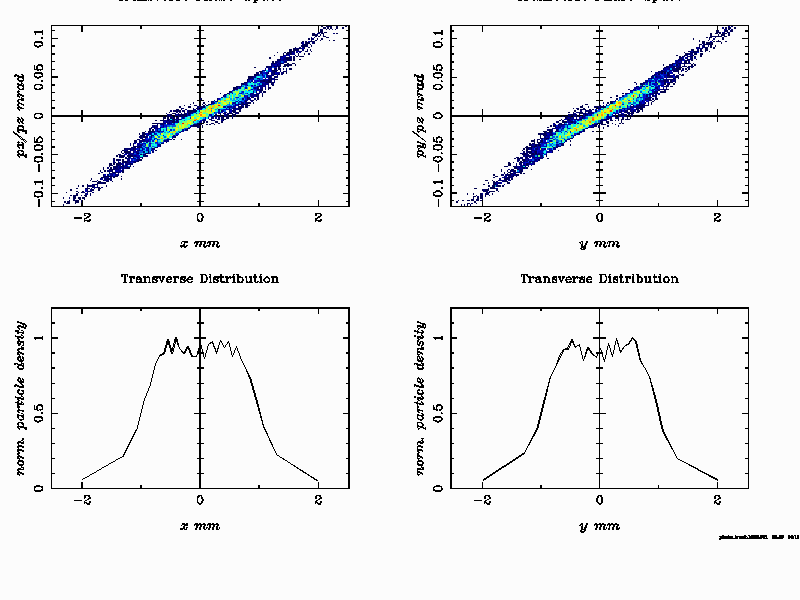 0.1 0.1
0.05 0.05
0 0
−0.05 −0.05
−0.1 −0.1
px/pz mrad py/pz mrad
−2 0 2 −2 0 2
x mm y mm
Transverse Distribution Transverse Distribution
1 1
0.5 0.5
0 0
norm. particle density norm. particle density
−2 0 2 −2 0 2
x mm y mm